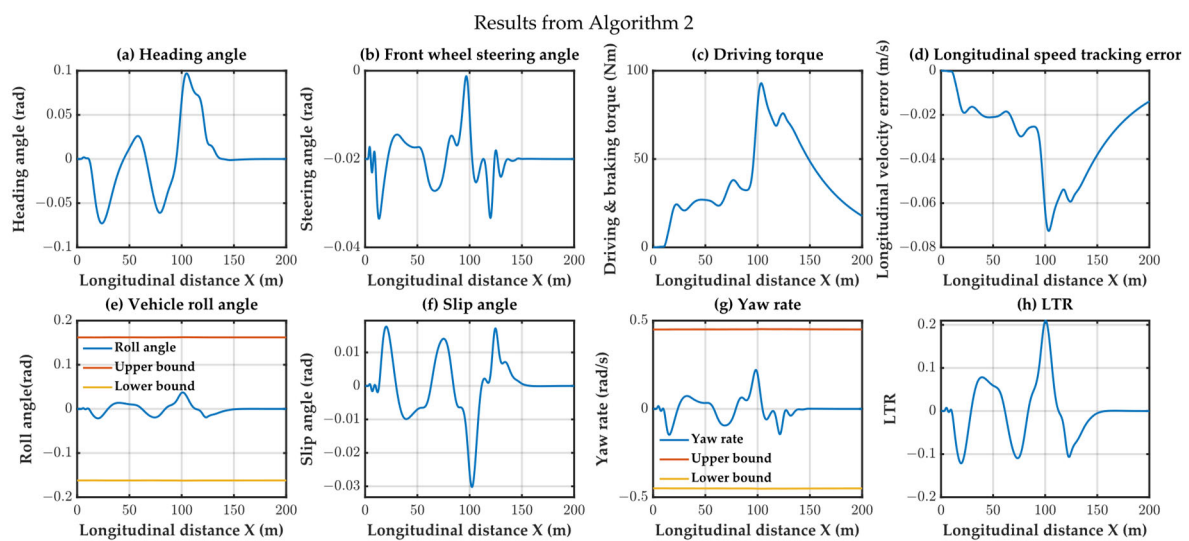 Results from Algorithm 2
(a) Heading angle
Heading angle (rad)
0.1
0.05
0
−0.05
−0.1
0 50 100 150 200
Longitudinal distance X (m)
(b) Front wheel steering angle
Steering angle (rad)
0
−0.02
−0.04
0 50 100 150 200
Longitudinal distance X (m)
(c) Driving torque
Driving & braking torque (Nm)
100
50
0
0 50 100 150 200
Longitudinal distance X (m)
(d) Longitudinal speed tracking error
Longitudinal velocity error (m/s)
0
−0.02
−0.04
−0.06
−0.08
0 50 100 150 200
Longitudinal distance X (m)
(e) Vehicle roll angle
Roll angle(rad)
0.2
0.1
0
−0.1
−0.2
Roll angle
Upper bound
Lower bound
0 50 100 150 200
Longitudinal distance X (m)
(f) Slip angle
Slip angle (rad)
0.01
0
−0.01
−0.02
−0.03
0 50 100 150 200
Longitudinal distance X (m)
(g) Yaw rate
Yaw rate (rad/s)
0.5
0
−0.5
Yaw rate
Upper bound
Lower bound
0 50 100 150 200
Longitudinal distance X (m)
(h) LTR
LTR
0.2
0.1
0
−0.1
−0.2
0 50 100 150 200
Longitudinal distance X (m)